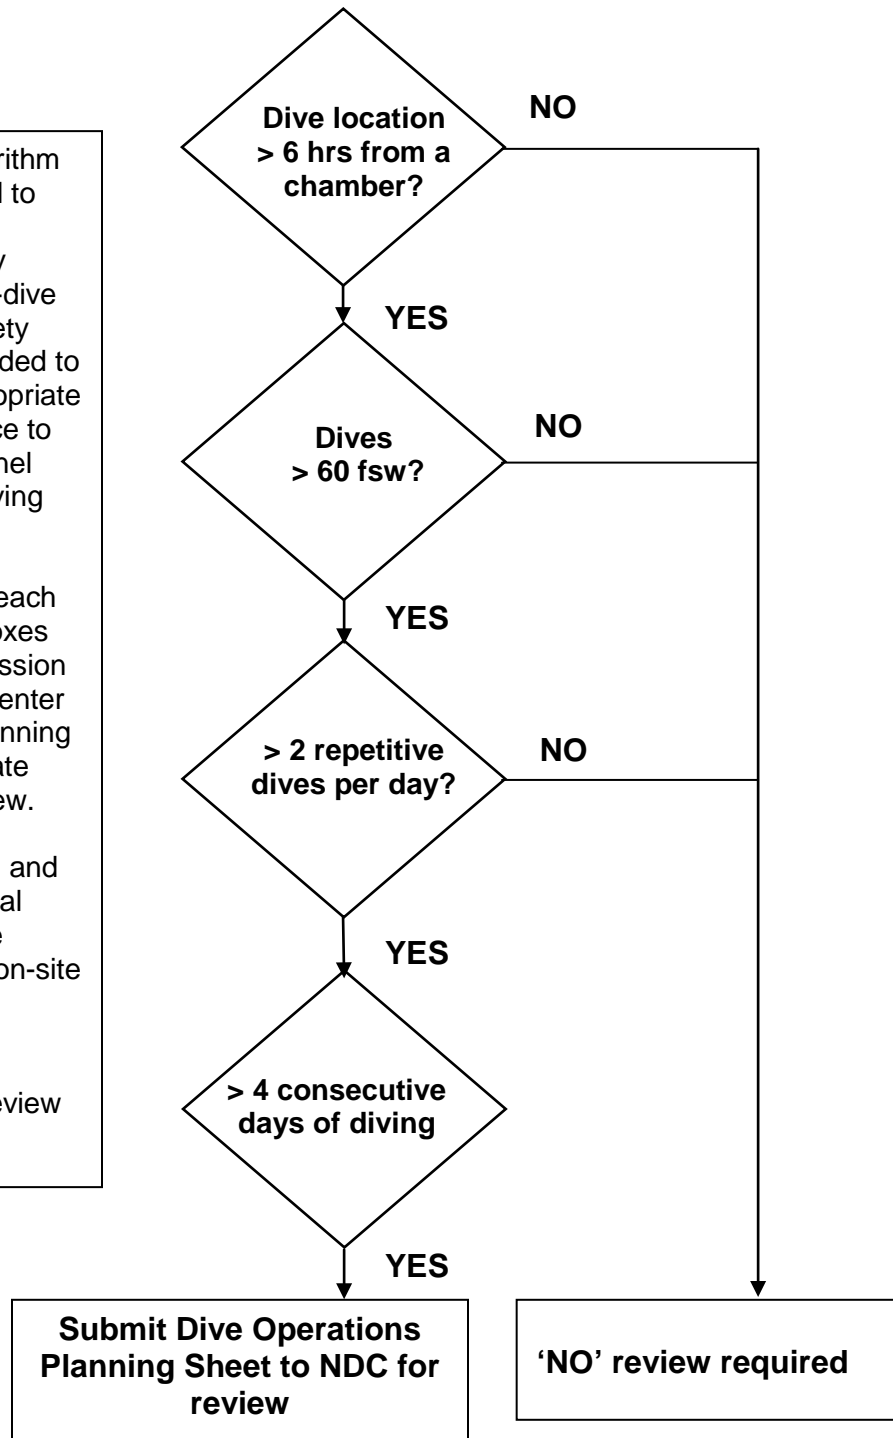 Dive location
> 6 hrs from a
chamber?
NO
YES
Dives
> 60 fsw?
NO
YES
> 2 repetitive
dives per day?
NO
YES
> 4 consecutive
days of diving
YES
Submit Dive Operations
Planning Sheet to NDC for
review
‘NO’ review required
rithm
to
-dive
ety
ded to
opriate
ce to
nel
ving
each
oxes
ssion
enter
nning
ate
ew.
and
al
e
on-site
eview